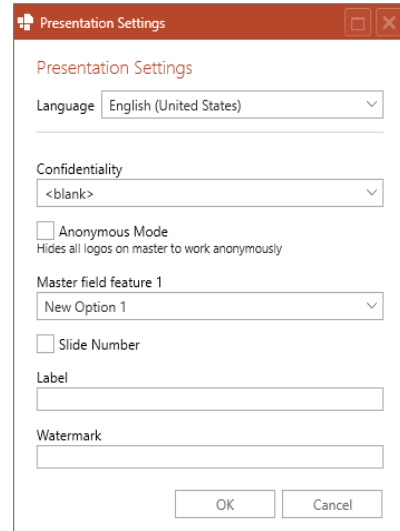 Presentation Settings
Presentation Settings
Language English (United States)
Confidentiality
<blank>
Anonymous Mode
Hides all logos on master to work anonymously
Master field feature 1
New Option 1
Slide Number
Label
Watermark
OK Cancel